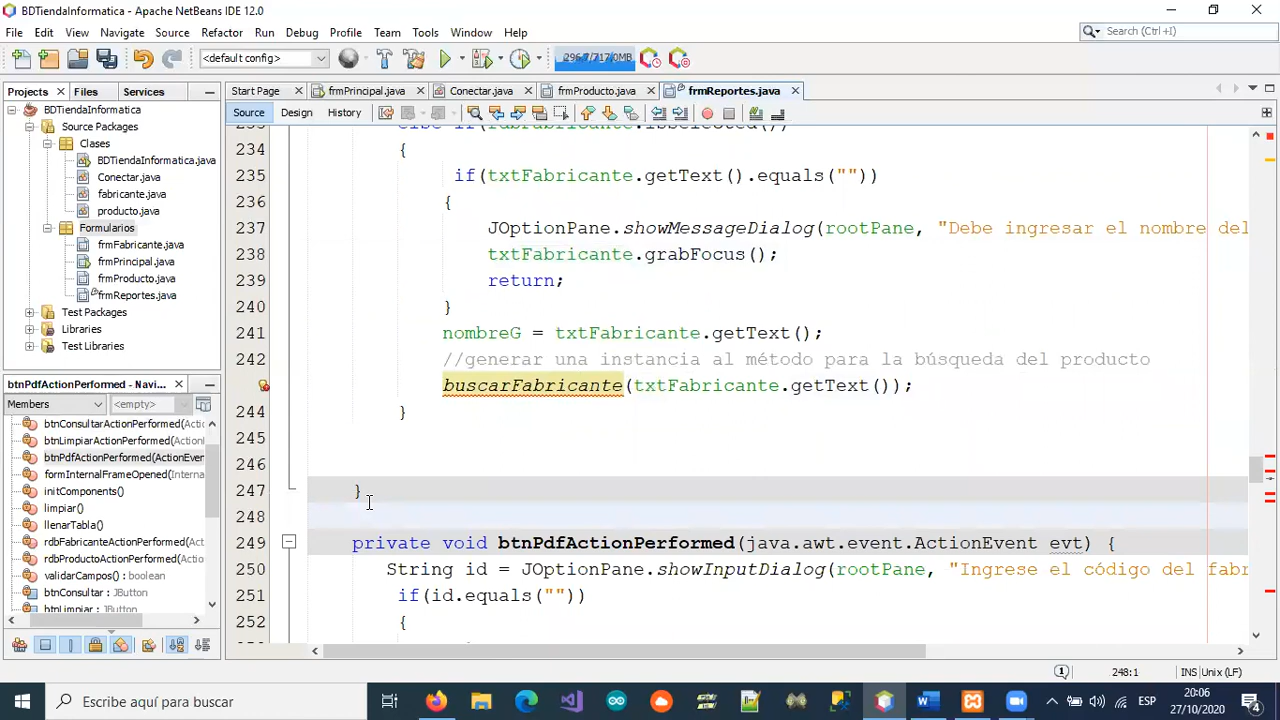 BDTiendaInformatica - Apache NetBeans IDE 12.0
File Edit View Navigate Source Refactor Run Debug Profile Team Tools Window Help
Search (Ctrl+I)
<default config>
296,7/717,0MB
Projects Files Services
Start Page frmPrincipal.java Conectar.java frmProducto.java frmReportes.java
Source Design History
BDTiendaInformatica
Source Packages
Clases
BDTiendaInformatica.java
Conectar.java
fabricante.java
producto.java
Formularios
frmFabricante.java
frmPrincipal.java
frmProducto.java
frmReportes.java
Test Packages
Libraries
Test Libraries
btnPdfActionPerformed - Navi...
Members <empty>
btnConsultarActionPerformed(Acti
btnLimpiarActionPerformed(Action
btnPdfActionPerformed(ActionEver
formInternalFrameOpened(Interna
initComponents()
limpiar()
llenarTabla()
rdbFabricanteActionPerformed(Act
rdbProductoActionPerformed(Actio
validarCampos() : boolean
btnConsultar : JButton
btnLimpiar : JButton
234 {
235 if(txtFabricante.getText().equals(""))
236 {
237 JOptionPane.showMessageDialog(rootPane, "Debe ingresar el nombre del
238 txtFabricante.grabFocus();
239 return;
240 }
241 nombreG = txtFabricante.getText();
242 //generar una instancia al método para la búsqueda del producto
buscarFabricante(txtFabricante.getText());
244 }
245
246
247 }
248
249 private void btnPdfActionPerformed(java.awt.event.ActionEvent evt) {
250 String id = JOptionPane.showInputDialog(rootPane, "Ingrese el código del fabr
251 if(id.equals(""))
252 {
1 248:1 INS Unix (LF)
Escribe aquí para buscar
ESP
20:06
27/10/2020
4